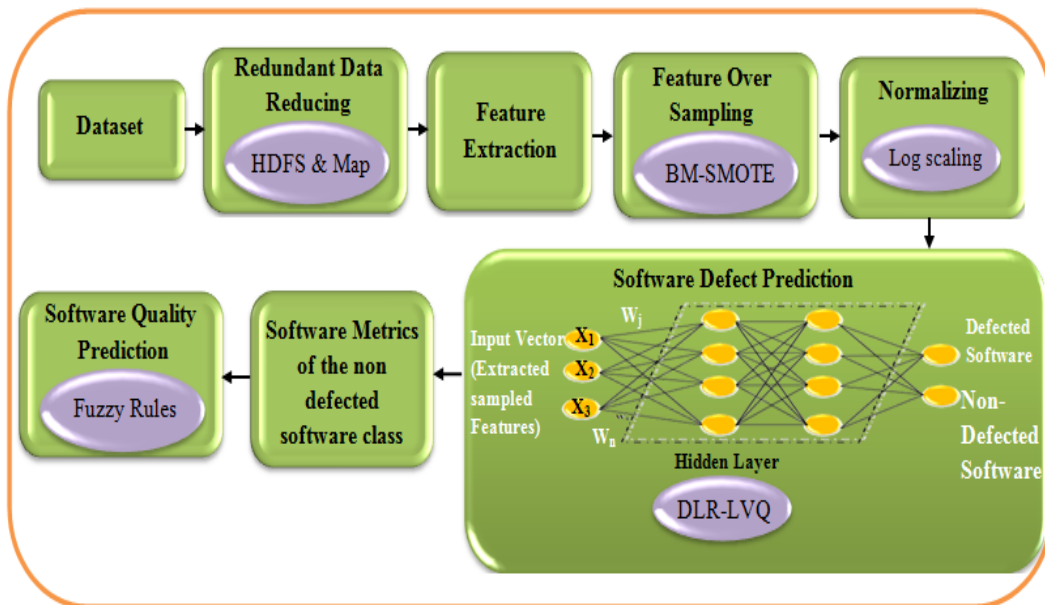 Dataset
Redundant Data
Reducing
HDFS & Map
Feature
Extraction
Feature Over
Sampling
BM-SMOTE
Normalizing
Log scaling
Software Defect Prediction
Input Vector
(Extracted
sampled
Features)
X1
X2
X3
Wj
Wn
Hidden Layer
DLR-LVQ
Defected
Software
Non-
Defected
Software
Software Metrics
of the non
defected
software class
Software Quality
Prediction
Fuzzy Rules